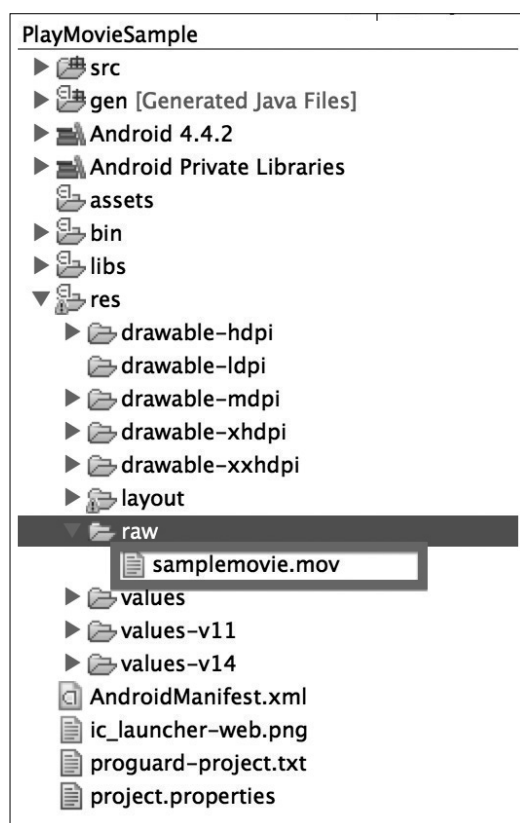 PlayMovieSample
src
gen [Generated Java Files]
Android 4.4.2
Android Private Libraries
assets
bin
libs
res
drawable-hdpi
drawable-ldpi
drawable-mdpi
drawable-xhdpi
drawable-xxhdpi
layout
raw
samplemovie.mov
values
values-v11
values-v14
AndroidManifest.xml
ic_launcher-web.png
proguard-project.txt
project.properties